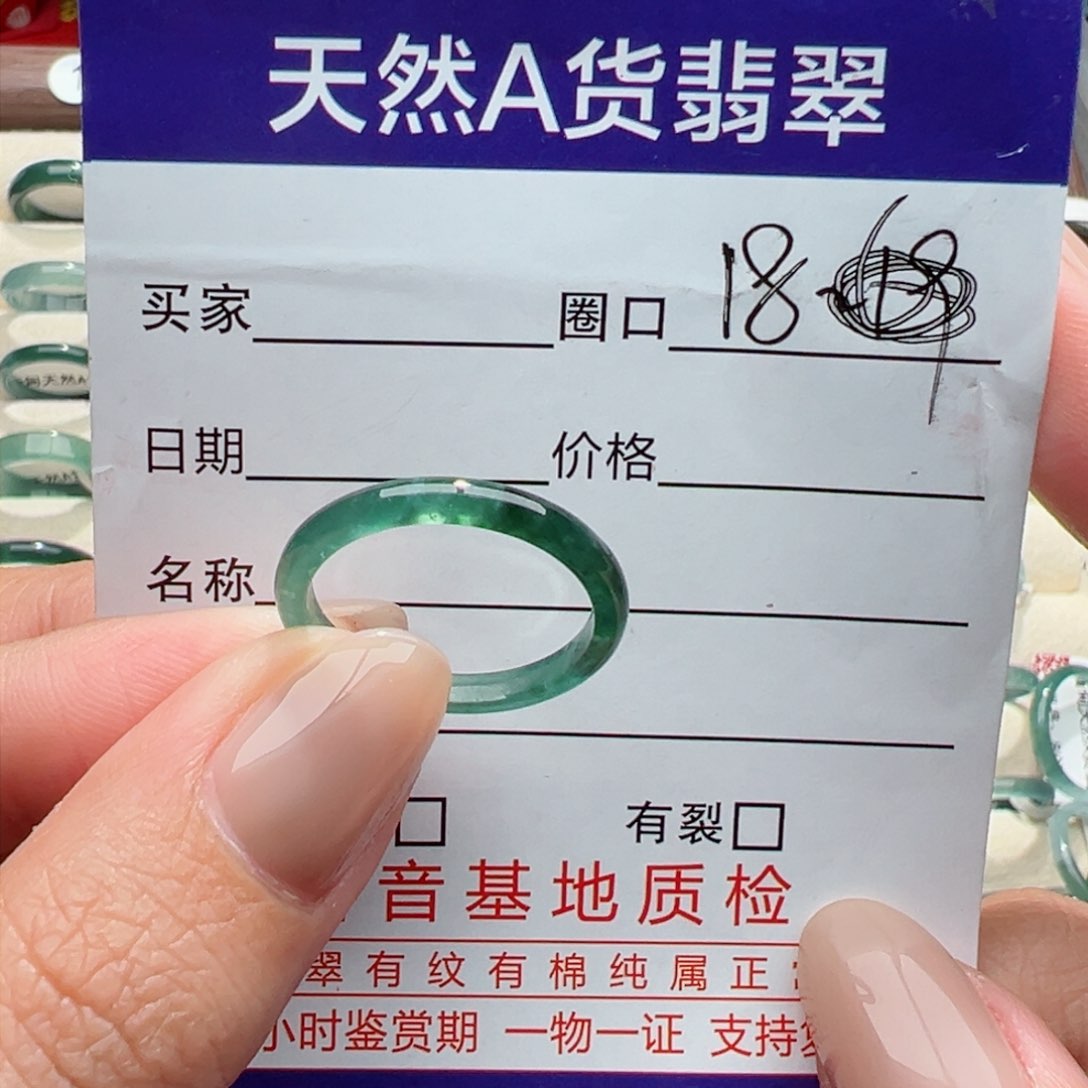 天然A货翡翠
买家 圈口 18
日期 价格
名称
有裂
音基地质检
翠有纹有棉纯属正
小时鉴赏期 一物一证 支持